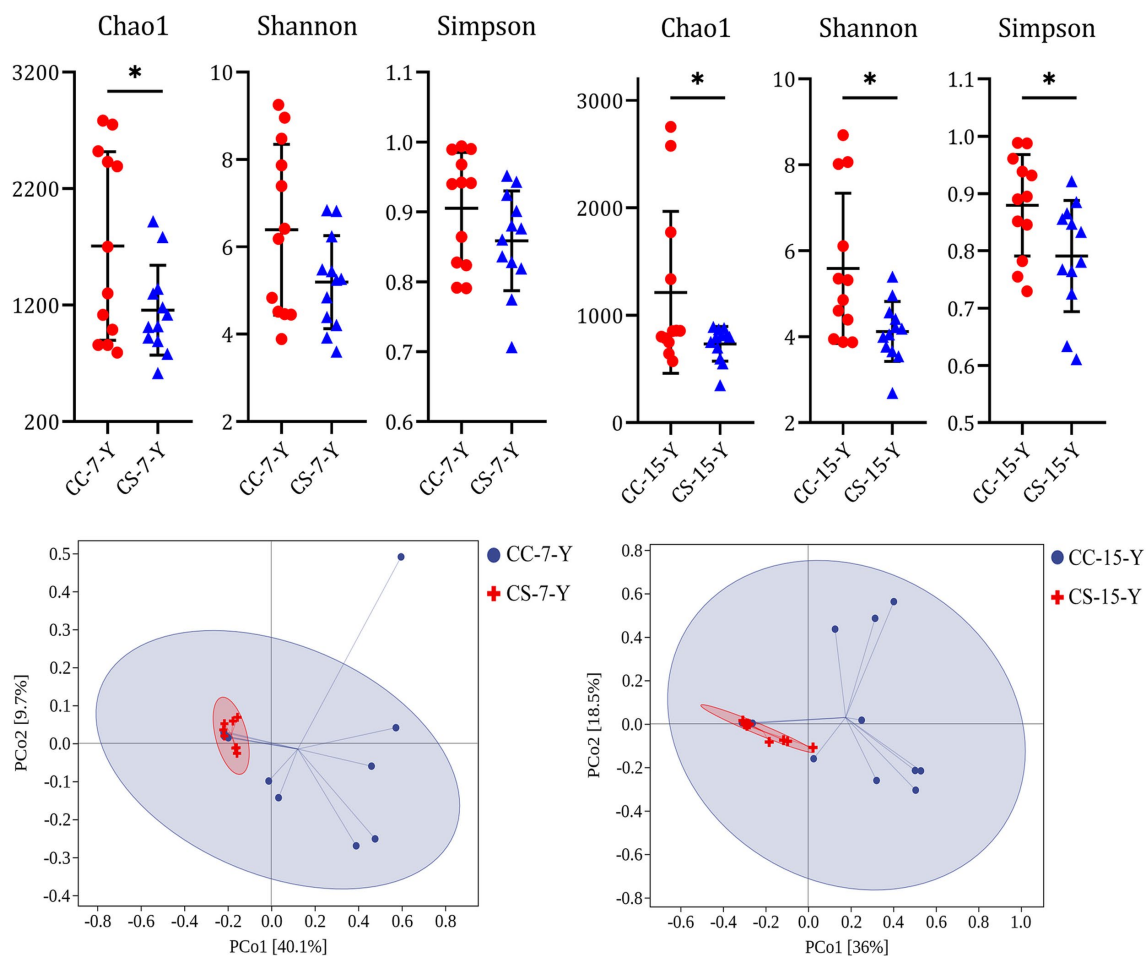 Chao1
Shannon
Simpson
Chao1
Shannon
Simpson
3200
2200
1200
200
*
CC-7-Y
CS-7-Y
10
8
6
4
2
CC-7-Y
CS-7-Y
1.1
1.0
0.9
0.8
0.7
0.6
CC-7-Y
CS-7-Y
3000
2000
1000
0
*
CC-15-Y
CS-15-Y
10
8
6
4
2
*
CC-15-Y
CS-15-Y
1.1
1.0
0.9
0.8
0.7
0.6
0.5
*
CC-15-Y
CS-15-Y
PCo2 [9.7%]
0.5
0.4
0.3
0.2
0.1
0.0
-0.1
-0.2
-0.3
-0.4
-0.8 -0.6 -0.4 -0.2 0.0 0.2 0.4 0.6 0.8
PCo1 [40.1%]
CC-7-Y
CS-7-Y
PCo2 [18.5%]
0.8
0.6
0.4
0.2
0.0
-0.2
-0.4
-0.6
-0.8
-0.6 -0.4 -0.2 0.0 0.2 0.4 0.6 0.8 1.0
PCo1 [36%]
CC-15-Y
CS-15-Y